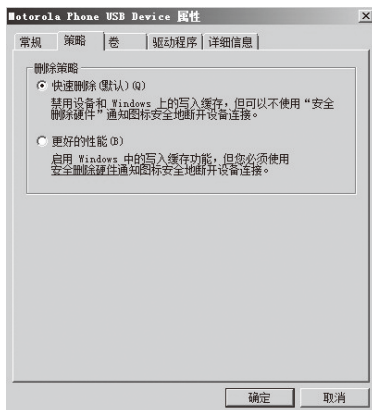 Motorola Phone USB Device 属性
常规 策略 卷 驱动程序 详细信息
删除策略
快速删除(默认)(Q)
禁用设备和 Windows 上的写入缓存，但可以不使用“安全
删除硬件”通知图标安全地断开设备连接。
更好的性能(B)
启用 Windows 中的写入缓存功能，但您必须使用
安全删除硬件通知图标安全地断开设备连接。
确定 取消